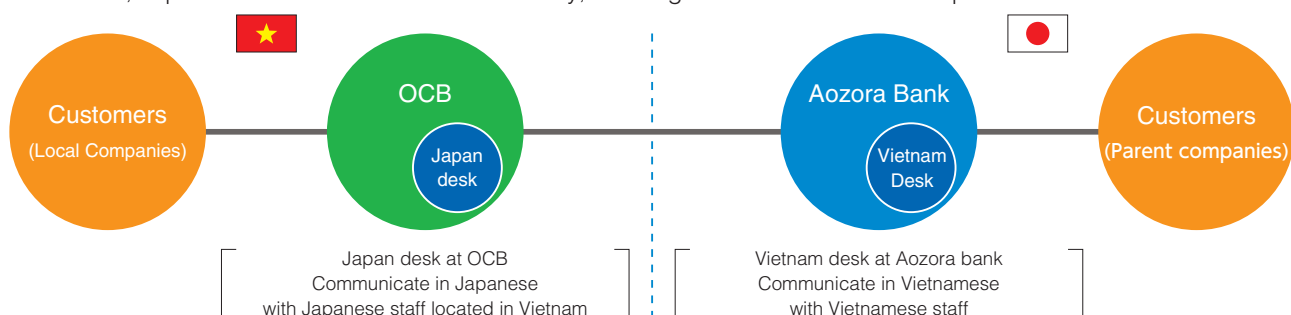 Customers
(Local Companies)
OCB
Japan
desk
Aozora Bank
Vietnam
Desk
Customers
(Parent companies)
Japan desk at OCB
Communicate in Japanese
with Japanese staff located in Vietnam
Vietnam desk at Aozora bank
Communicate in Vietnamese
with Vietnamese staff